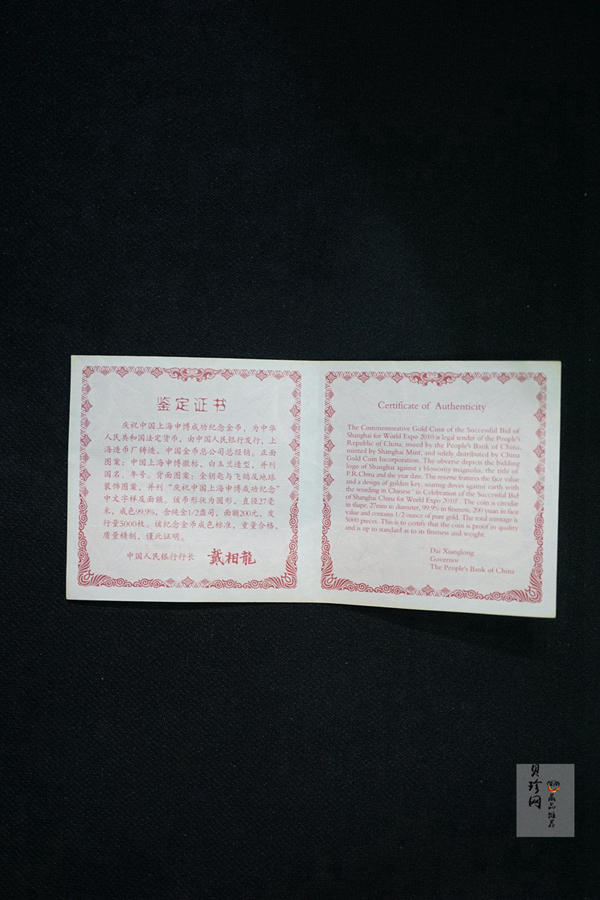 鉴定证书
庆祝中国上海申博成功纪念金币，为中华
人民共和国法定货币，由中国人民银行发行，上
海造币厂铸造，中国金币总公司总经销。正面
图案：中国上海申博徽标、白玉兰造型，并刊
国名、年号。背面图案：金钥匙与飞鸽及地球
装饰图案，并刊“庆祝中国上海申博成功纪念”
中文字样及面额。该币形状为圆形，直径27毫
米，成色99.9%，含纯金1/2盎司，面额200元，发
行量5000枚。该纪念金币成色标准，重量合格，
质量精制，谨此证明。
中国人民银行行长 戴相龍
Certificate of Authenticity
The Commemorative Gold Coin of the Successful Bid of
Shanghai for World Expo 2010 is legal tender of the People's
Republic of China, issued by the People's Bank of China,
minted by Shanghai Mint, and solely distributed by China
Gold Coin Incorporation. The obverse depicts the bidding
logo of Shanghai against a blossomy magnolia, the title of
P.R.China and the year date. The reverse features the face value
and a design of golden key, soaring doves against earth with
the wording in Chinese " in Celebration of the Successful Bid
of Shanghai China for World Expo 2010". The coin is circular
in shape, 27mm in diameter, 99.9% in fineness, 200 yuan in face
value and contains 1/2 ounce of pure gold. The total mintage is
5000 pieces. This is to certify that the coin is proof in quality
and is up to standard as to its fineness and weight.
Dai Xianglong
Governor
The People's Bank of China
贝珍网
藏品推荐